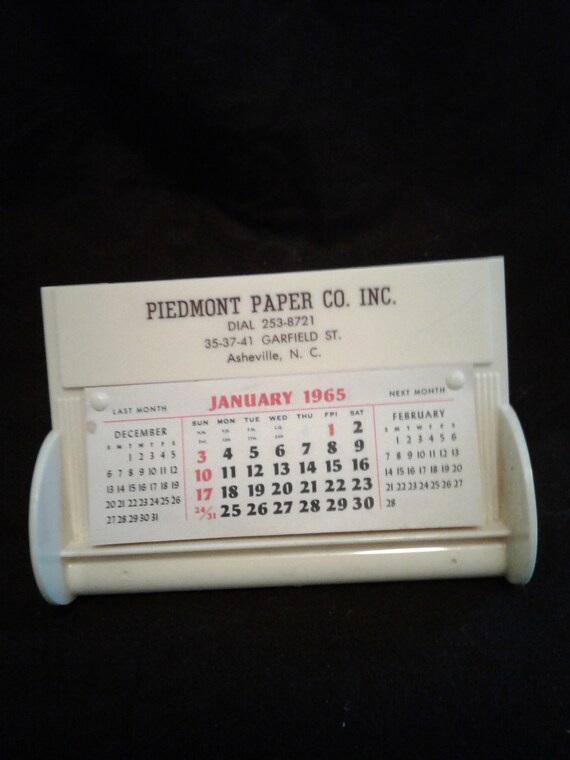 PIEDMONT PAPER CO. INC.
DIAL 253-8721
35-37-41 GARFIELD ST.
Asheville, N. C.
LAST MONTH
JANUARY 1965
NEXT MONTH
DECEMBER
S M T W T F S
1 2 3 4 5
6 7 8 9 10 11 12
13 14 15 16 17 18 19
20 21 22 23 24 25 26
27 28 29 30 31
SUN MON TUE WED THU FRI SAT
1 2
3 4 5 6 7 8 9
10 11 12 13 14 15 16
17 18 19 20 21 22 23
24/31 25 26 27 28 29 30
FEBRUARY
S M T W T F S
1 2 3 4 5 6
7 8 9 10 11 12 13
14 15 16 17 18 19 20
21 22 23 24 25 26 27
28